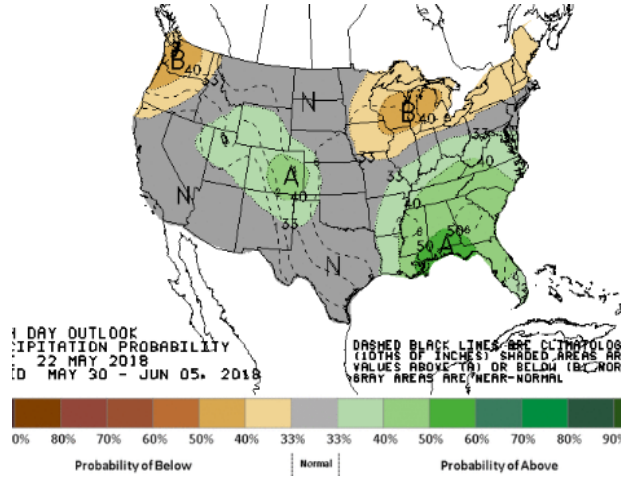 B
40
33
N
B
40
33
33
40
A
40
33
N
33
40
N
50
50
A
H DAY OUTLOOK
CIPITATION PROBABILITY
22 MAY 2018
D MAY 30 - JUN 05, 2018
DASHED BLACK LINES ARE CLIMATOLOG
(10THS OF INCHES) SHADED AREAS AR
VALUES ABOVE (A) OR BELOW (B) NOR
GRAY AREAS ARE NEAR-NORMAL
0% 80% 70% 60% 50% 40% 33% 33% 40% 50% 60% 70% 80% 90%
Probability of Below Normal Probability of Above